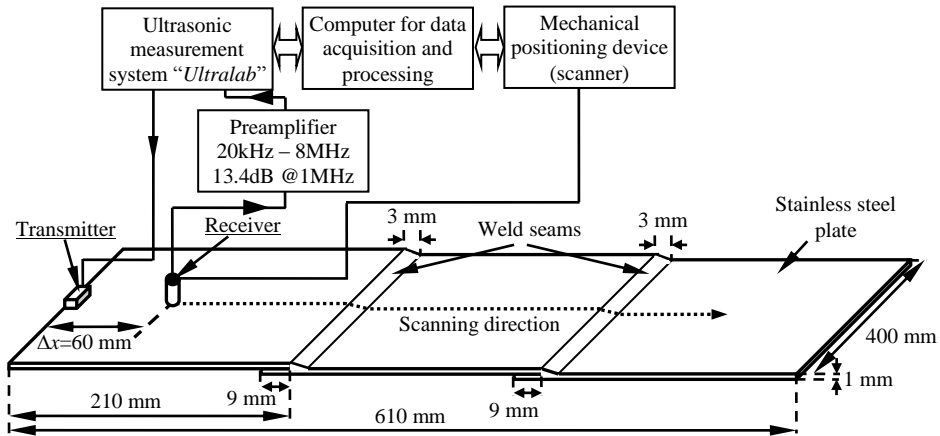 Ultrasonic
measurement
system “Ultralab”
Computer for data
acquisition and
processing
Mechanical
positioning device
(scanner)
Preamplifier
20kHz – 8MHz
13.4dB @1MHz
Transmitter
Receiver
3 mm
Weld seams
3 mm
Stainless steel
plate
Δx=60 mm
Scanning direction
400 mm
1 mm
9 mm
9 mm
210 mm
610 mm